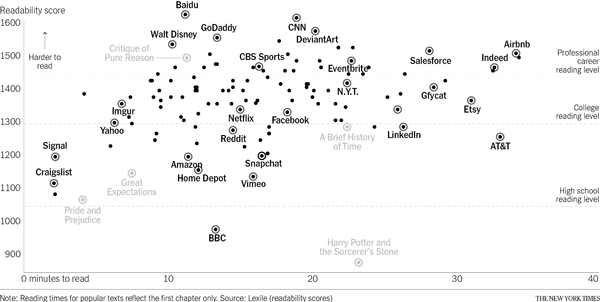 Readability score
1600
Harder to
read
Baidu
GoDaddy
Walt Disney
CNN
DeviantArt
Critique of
Pure Reason
CBS Sports
Eventbrite
Salesforce
Airbnb
Indeed
Professional
career
reading level
1500
1400
N.Y.T.
Gfycat
Etsy
Imgur
Netflix
Facebook
College
reading level
1300
Yahoo
Reddit
A Brief History
of Time
LinkedIn
AT&T
1200
Signal
Amazon
Snapchat
Craigslist
Home Depot
Vimeo
Great
Expectations
High school
reading level
1100
Pride and
Prejudice
1000
BBC
Harry Potter and
the Sorcerer's Stone
900
0 minutes to read
10
20
30
40
Note: Reading times for popular texts reflect the first chapter only. Source: Lexile (readability scores)
THE NEW YORK TIMES